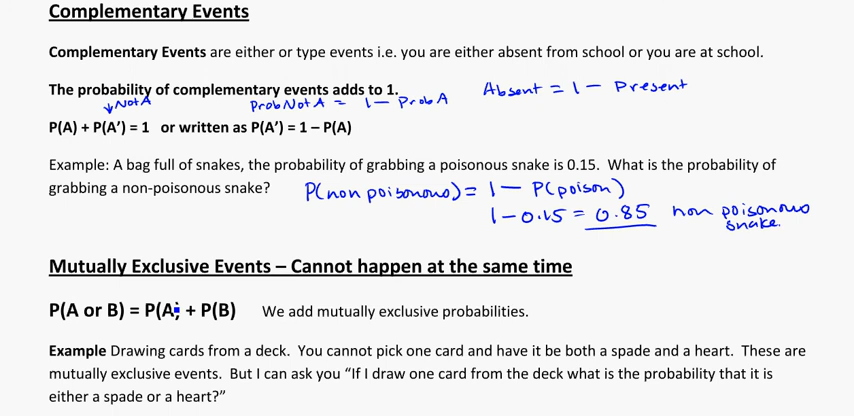 Complementary Events
Complementary Events are either or type events i.e. you are either absent from school or you are at school.
The probability of complementary events adds to 1.
Absent = 1 - Present
↓Not A
Prob Not A = 1 - Prob A
P(A) + P(A') = 1 or written as P(A') = 1 – P(A)
Example: A bag full of snakes, the probability of grabbing a poisonous snake is 0.15. What is the probability of
grabbing a non-poisonous snake?
P(non poisonous) = 1 - P(poison)
1 - 0.15 = 0.85 non poisonous
snake.
Mutually Exclusive Events – Cannot happen at the same time
P(A or B) = P(A) + P(B) We add mutually exclusive probabilities.
Example Drawing cards from a deck. You cannot pick one card and have it be both a spade and a heart. These are
mutually exclusive events. But I can ask you “If I draw one card from the deck what is the probability that it is
either a spade or a heart?”